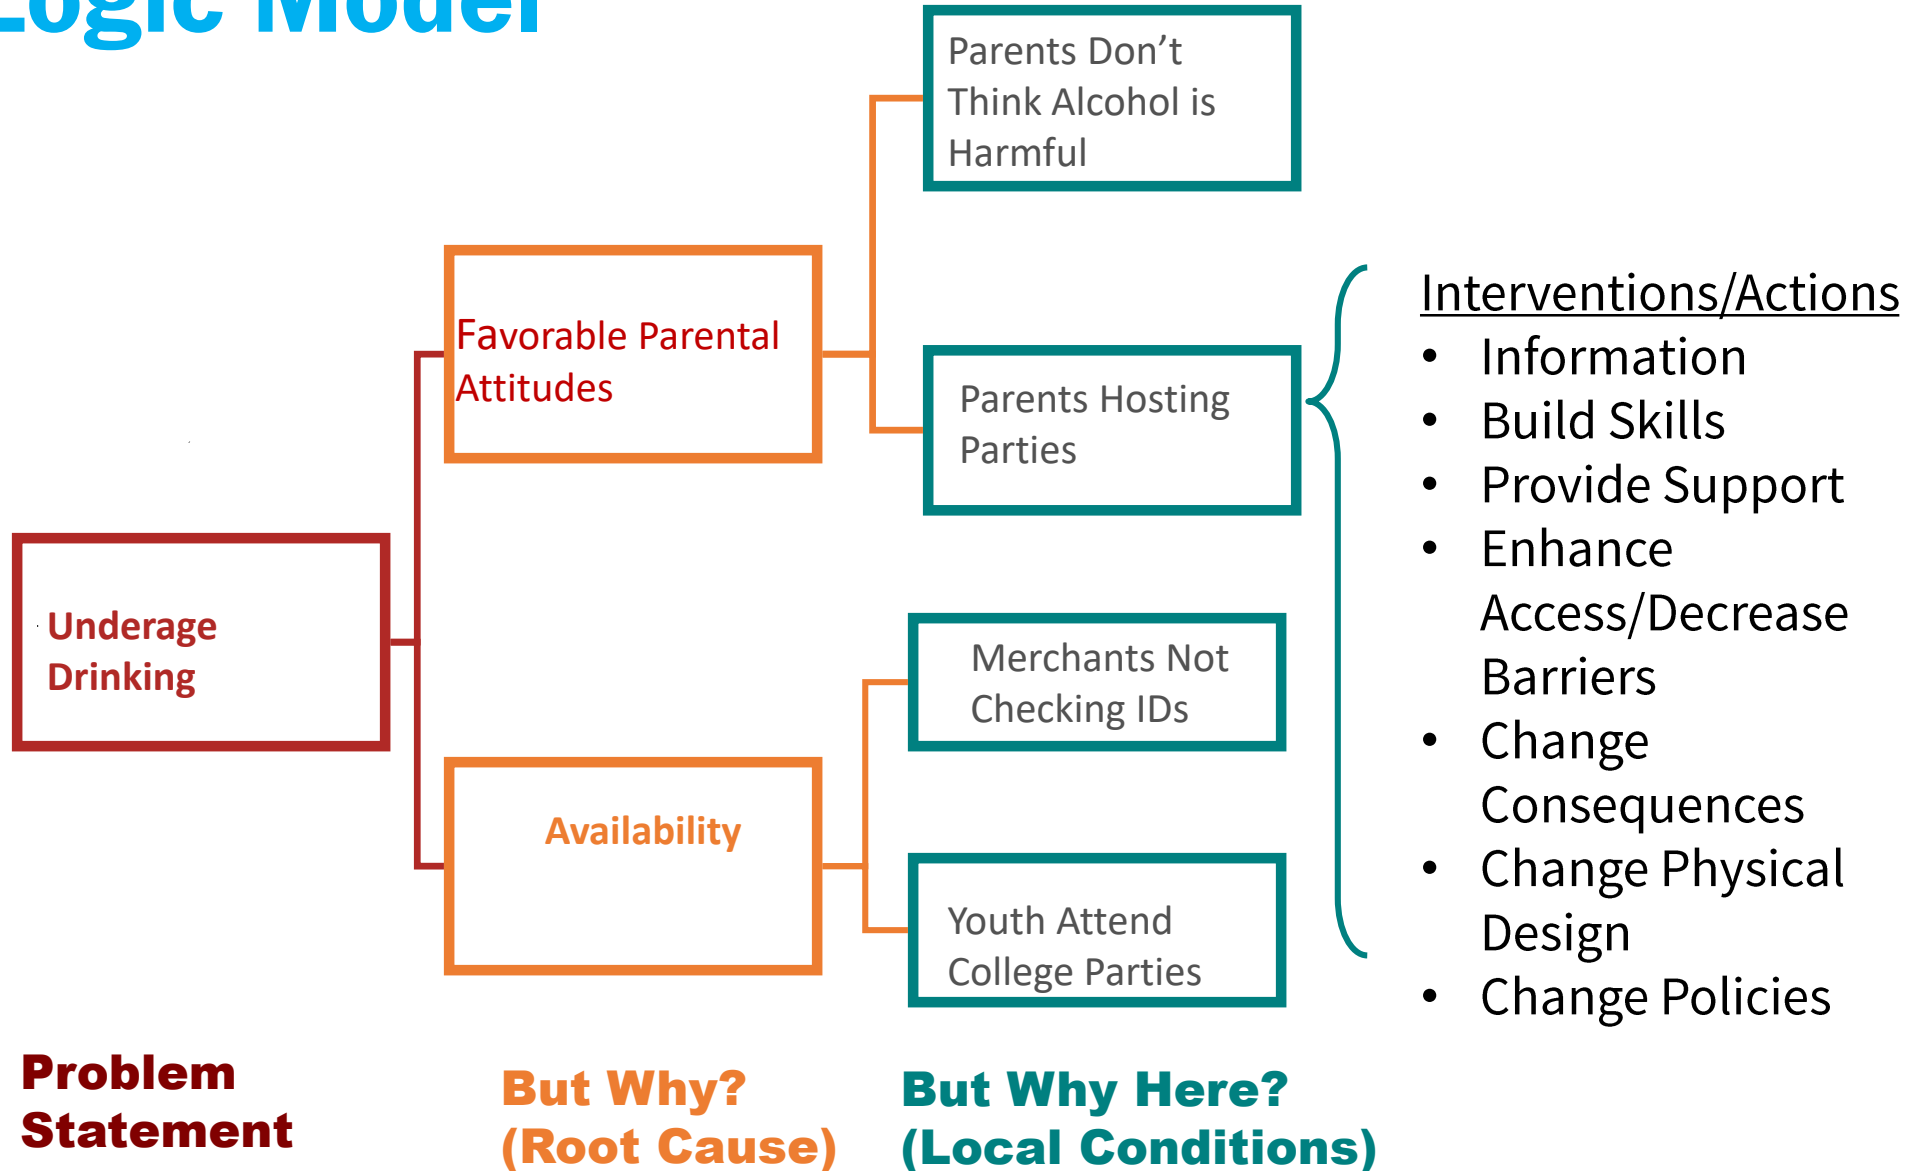 Logic Model
Parents Don’t
Think Alcohol is
Harmful
Favorable Parental
Attitudes
Parents Hosting
Parties
Underage
Drinking
Merchants Not
Checking IDs
Availability
Youth Attend
College Parties
Interventions/Actions
• Information
• Build Skills
• Provide Support
• Enhance
Access/Decrease
Barriers
• Change
Consequences
• Change Physical
Design
• Change Policies
Problem
Statement
But Why?
(Root Cause)
But Why Here?
(Local Conditions)